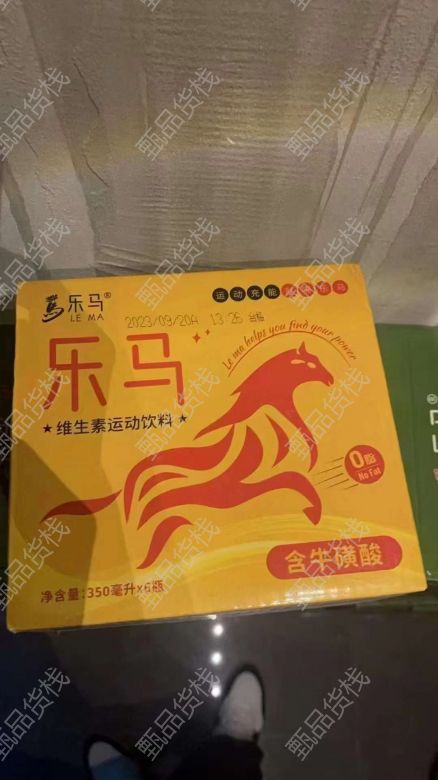 乐马®
LE MA
运动充能
2023/09/20A 13:26
乐马
Le ma helps you find your power
★维生素运动饮料★
0脂
No Fat
含牛磺酸
净含量:350毫升×6瓶
甄品货栈